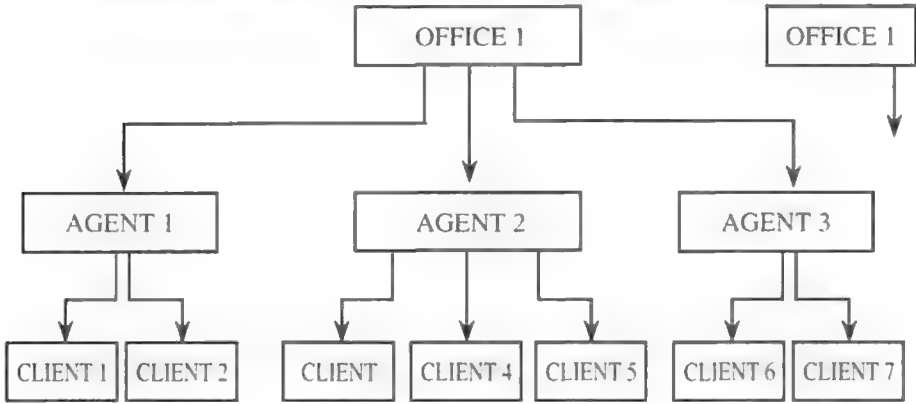 OFFICE 1
OFFICE 1
AGENT 1
AGENT 2
AGENT 3
CLIENT 1
CLIENT 2
CLIENT
CLIENT 4
CLIENT 5
CLIENT 6
CLIENT 7